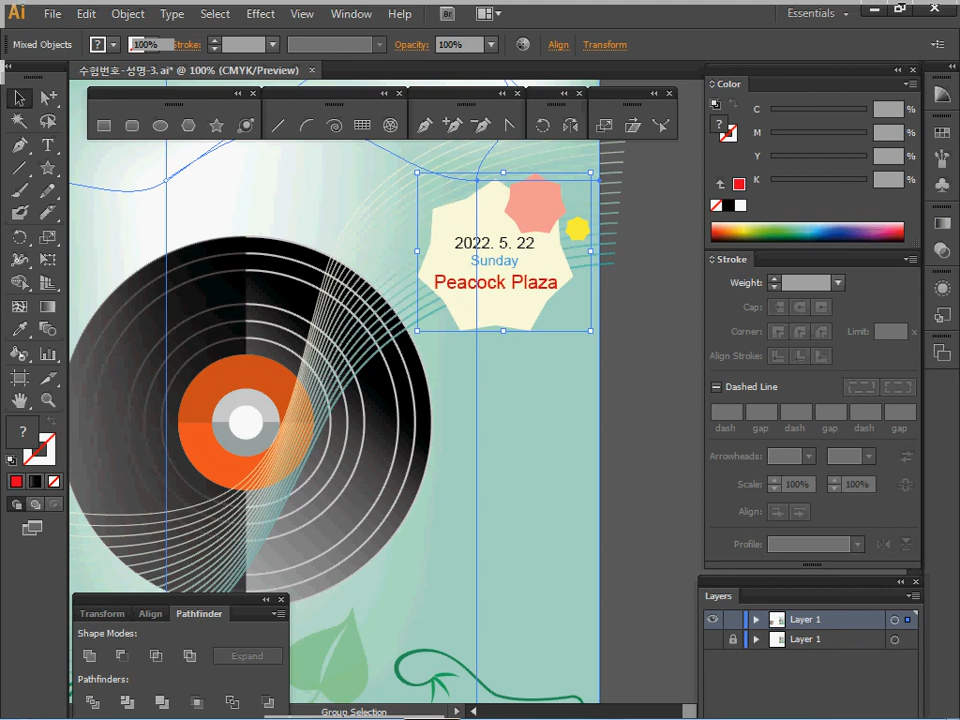 Ai File Edit Object Type Select Effect View Window Help Br Essentials
Mixed Objects ? 100% Stroke: Opacity: 100% Align Transform
수험번호-성명-3.ai* @ 100% (CMYK/Preview)
Color
C %
M %
Y %
K %
?
Stroke
Weight:
Cap:
Corner: Limit: x
Align Stroke:
Dashed Line
dash gap dash gap dash gap
Arrowheads:
Scale: 100% 100%
Align:
Profile:
Layers
Layer 1
Layer 1
2022. 5. 22
Sunday
Peacock Plaza
T
?
Transform Align Pathfinder
Shape Modes:
Expand
Pathfinders:
Group Selection